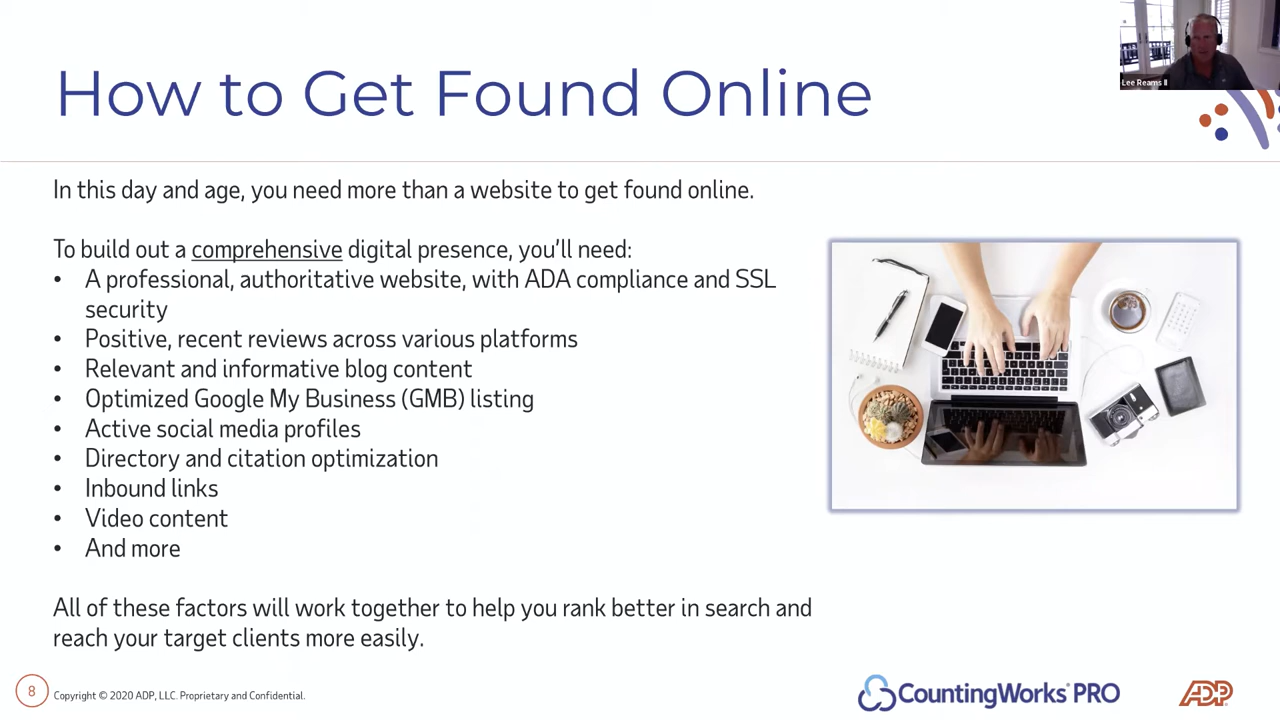 Lee Reams II
How to Get Found Online
In this day and age, you need more than a website to get found online.
To build out a comprehensive digital presence, you'll need:
• A professional, authoritative website, with ADA compliance and SSL
security
• Positive, recent reviews across various platforms
• Relevant and informative blog content
• Optimized Google My Business (GMB) listing
• Active social media profiles
• Directory and citation optimization
• Inbound links
• Video content
• And more
All of these factors will work together to help you rank better in search and
reach your target clients more easily.
8
Copyright © 2020 ADP, LLC. Proprietary and Confidential.
CountingWorks® PRO
ADP